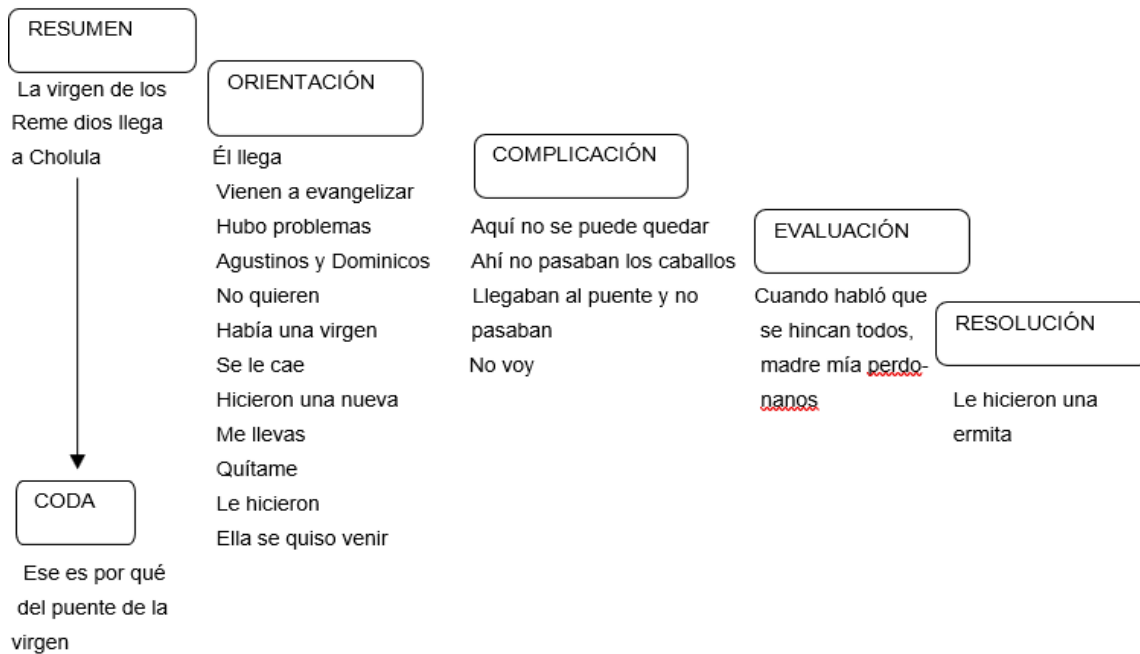 RESUMEN
La virgen de los
Reme dios llega
a Cholula
ORIENTACIÓN
Él llega
Vienen a evangelizar
Hubo problemas
Agustinos y Dominicos
No quieren
Había una virgen
Se le cae
Hicieron una nueva
Me llevas
Quítame
Le hicieron
Ella se quiso venir
COMPLICACIÓN
Aquí no se puede quedar
Ahí no pasaban los caballos
Llegaban al puente y no
pasaban
No voy
EVALUACIÓN
Cuando habló que
se hincan todos,
madre mía perdo-
nanos
RESOLUCIÓN
Le hicieron una
ermita
CODA
Ese es por qué
del puente de la
virgen